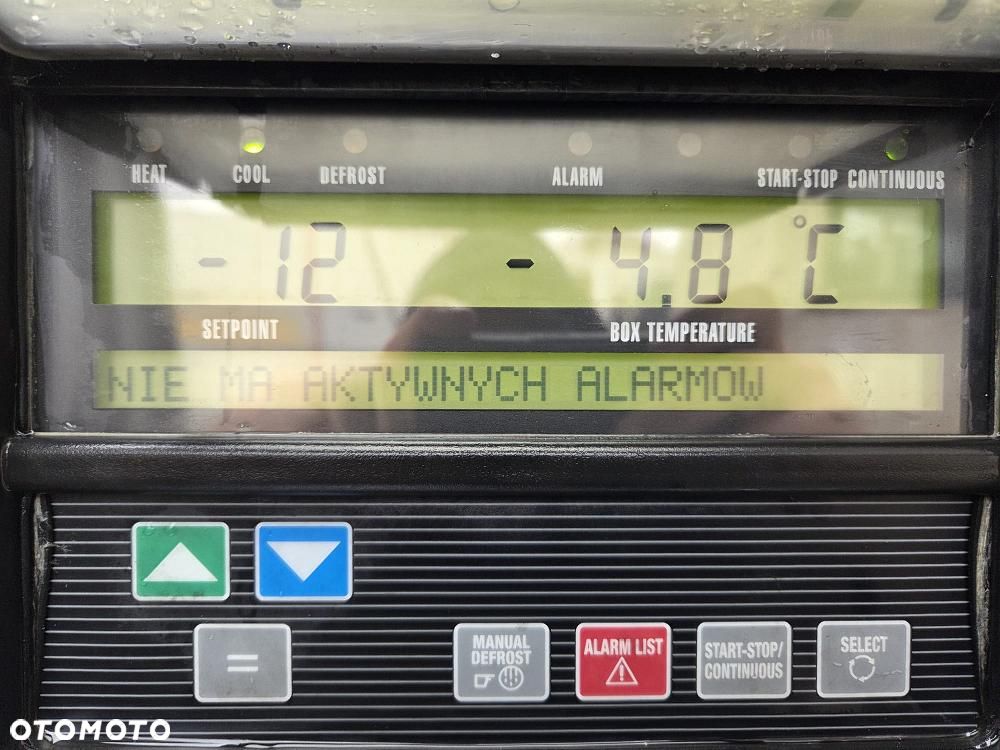 HEAT COOL DEFROST ALARM START-STOP CONTINUOUS
-12 -4.8 °C
SETPOINT BOX TEMPERATURE
NIE MA AKTYWNYCH ALARMOW
=
MANUAL DEFROST
ALARM LIST
START-STOP/
CONTINUOUS
SELECT
OTOMOTO